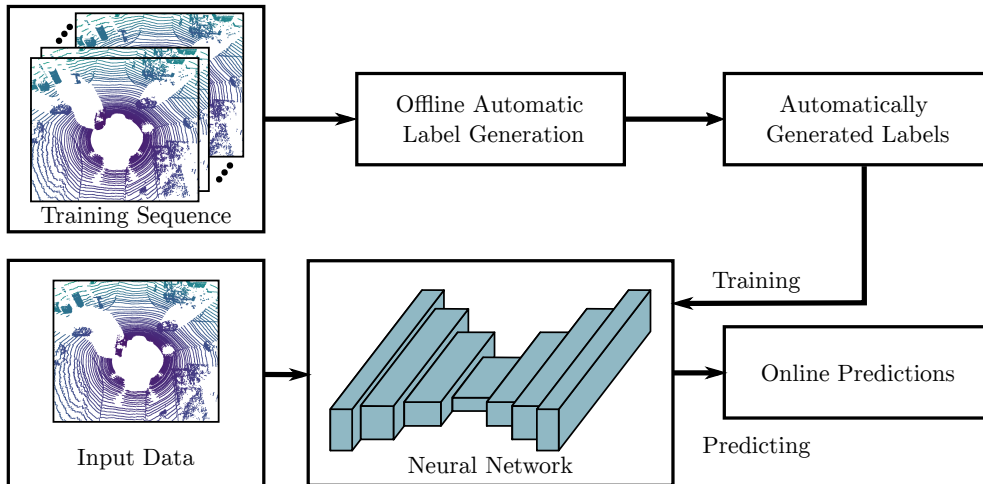 Training Sequence
Offline Automatic
Label Generation
Automatically
Generated Labels
Training
Input Data
Neural Network
Online Predictions
Predicting